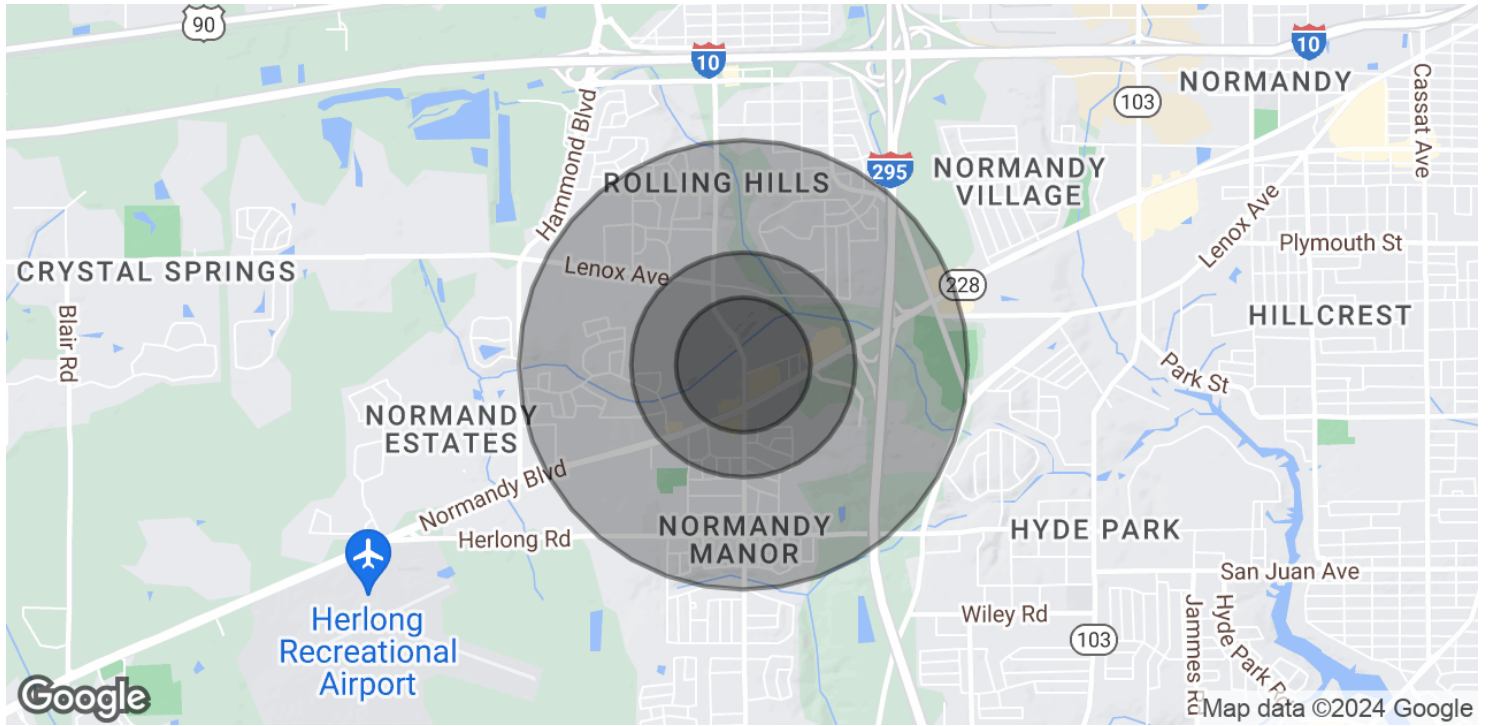 90
10
10
Cassat Ave
NORMANDY
103
Hammond Blvd
295
NORMANDY
VILLAGE
ROLLING HILLS
Lenox Ave
Plymouth St
CRYSTAL SPRINGS
Lenox Ave
228
HILLCREST
Blair Rd
Park St
NORMANDY
ESTATES
Normandy Blvd
Herlong Rd
NORMANDY
MANOR
HYDE PARK
San Juan Ave
Wiley Rd
103
Jammes Rd
Hyde Park Rd
Herlong
Recreational
Airport
Google
Map data ©2024 Google